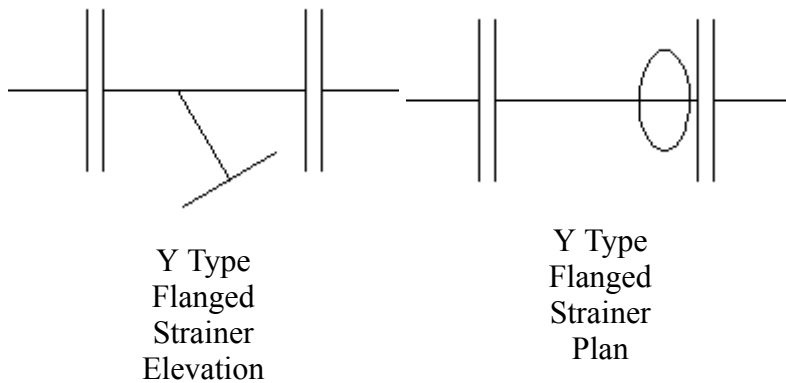 Y Type
Flanged
Strainer
Elevation
Y Type
Flanged
Strainer
Plan